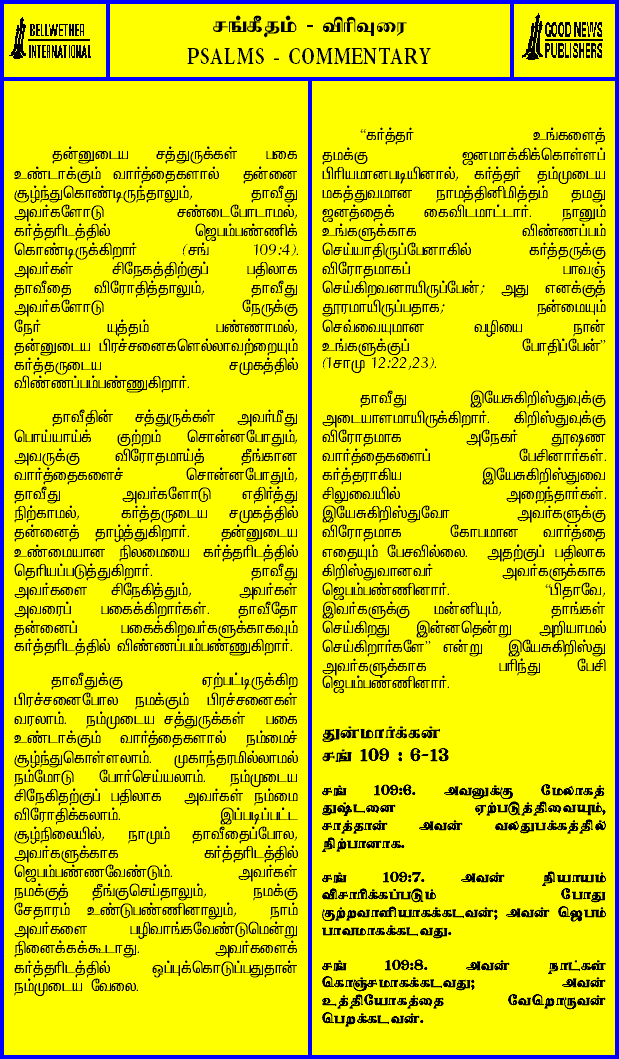 BELLWETHER
INTERNATIONAL
சங்கீதம் - விரிவுரை
PSALMS - COMMENTARY
GOOD NEWS
PUBLISHERS
தன்னுடைய சத்துருக்கள் பகை
உண்டாக்கும் வார்த்தைகளால் தன்னை
சூழ்ந்துகொண்டிருந்தாலும், தாவீது
அவர்களோடு சண்டைபோடாமல்,
கர்த்தரிடத்தில் ஜெபம்பண்ணிக்
கொண்டிருக்கிறார் (சங் 109:4).
அவர்கள் சிநேகத்திற்குப் பதிலாக
தாவீதை விரோதித்தாலும், தாவீது
அவர்களோடு நேருக்கு
நேர் யுத்தம் பண்ணாமல்,
தன்னுடைய பிரச்சனைகளெல்லாவற்றையும்
கர்த்தருடைய சமுகத்தில்
விண்ணப்பம்பண்ணுகிறார்.
தாவீதின் சத்துருக்கள் அவர்மீது
பொய்யாய்க் குற்றம் சொன்னபோதும்,
அவருக்கு விரோதமாய்த் தீங்கான
வார்த்தைகளைச் சொன்னபோதும்,
தாவீது அவர்களோடு எதிர்த்து
நிற்காமல், கர்த்தருடைய சமுகத்தில்
தன்னைத் தாழ்த்துகிறார். தன்னுடைய
உண்மையான நிலமையை கர்த்தரிடத்தில்
தெரியப்படுத்துகிறார். தாவீது
அவர்களை சிநேகித்தும், அவர்கள்
அவரைப் பகைக்கிறார்கள். தாவீதோ
தன்னைப் பகைக்கிறவர்களுக்காகவும்
கர்த்தரிடத்தில் விண்ணப்பம்பண்ணுகிறார்.
தாவீதுக்கு ஏற்பட்டிருக்கிற
பிரச்சனைபோல நமக்கும் பிரச்சனைகள்
வரலாம். நம்முடைய சத்துருக்கள் பகை
உண்டாக்கும் வார்த்தைகளால் நம்மைச்
சூழ்ந்துகொள்ளலாம். முகாந்தரமில்லாமல்
நம்மோடு போர்செய்யலாம். நம்முடைய
சிநேகிதற்குப் பதிலாக அவர்கள் நம்மை
விரோதிக்கலாம். இப்படிப்பட்ட
சூழ்நிலையில், நாமும் தாவீதைப்போல,
அவர்களுக்காக கர்த்தரிடத்தில்
ஜெபம்பண்ணவேண்டும். அவர்கள்
நமக்குத் தீங்குசெய்தாலும், நமக்கு
சேதாரம் உண்டுபண்ணினாலும், நாம்
அவர்களை பழிவாங்கவேண்டுமென்று
நினைக்கக்கூடாது. அவர்களைக்
கர்த்தரிடத்தில் ஒப்புக்கொடுப்பதுதான்
நம்முடைய வேலை.
“கர்த்தர் உங்களைத்
தமக்கு ஜனமாக்கிக்கொள்ளப்
பிரியமானபடியினால், கர்த்தர் தம்முடைய
மகத்துவமான நாமத்தினிமித்தம் தமது
ஜனத்தைக் கைவிடமாட்டார். நானும்
உங்களுக்காக விண்ணப்பம்
செய்யாதிருப்பேனாகில் கர்த்தருக்கு
விரோதமாகப் பாவஞ்
செய்கிறவனாயிருப்பேன்; அது எனக்குத்
தூரமாயிருப்பதாக; நன்மையும்
செவ்வையுமான வழியை நான்
உங்களுக்குப் போதிப்பேன்”
(1சாமு 12:22,23).
தாவீது இயேசுகிறிஸ்துவுக்கு
அடையாளமாயிருக்கிறார். கிறிஸ்துவுக்கு
விரோதமாக அநேகர் தூஷண
வார்த்தைகளைப் பேசினார்கள்.
கர்த்தராகிய இயேசுகிறிஸ்துவை
சிலுவையில் அறைந்தார்கள்.
இயேசுகிறிஸ்துவோ அவர்களுக்கு
விரோதமாக கோபமான வார்த்தை
எதையும் பேசவில்லை. அதற்குப் பதிலாக
கிறிஸ்துவானவர் அவர்களுக்காக
ஜெபம்பண்ணினார். “பிதாவே,
இவர்களுக்கு மன்னியும், தாங்கள்
செய்கிறது இன்னதென்று அறியாமல்
செய்கிறார்களே” என்று இயேசுகிறிஸ்து
அவர்களுக்காக பரிந்து பேசி
ஜெபம்பண்ணினார்.
துன்மார்க்கன்
சங் 109 : 6-13
சங் 109:6. அவனுக்கு மேலாகத்
துஷ்டனை ஏற்படுத்திவையும்,
சாத்தான் அவன் வலதுபக்கத்தில்
நிற்பானாக.
சங் 109:7. அவன் நியாயம்
விசாரிக்கப்படும் போது
குற்றவாளியாகக்கடவன்; அவன் ஜெபம்
பாவமாகக்கடவது.
சங் 109:8. அவன் நாட்கள்
கொஞ்சமாகக்கடவது; அவன்
உத்தியோகத்தை வேறொருவன்
பெறக்கடவன்.